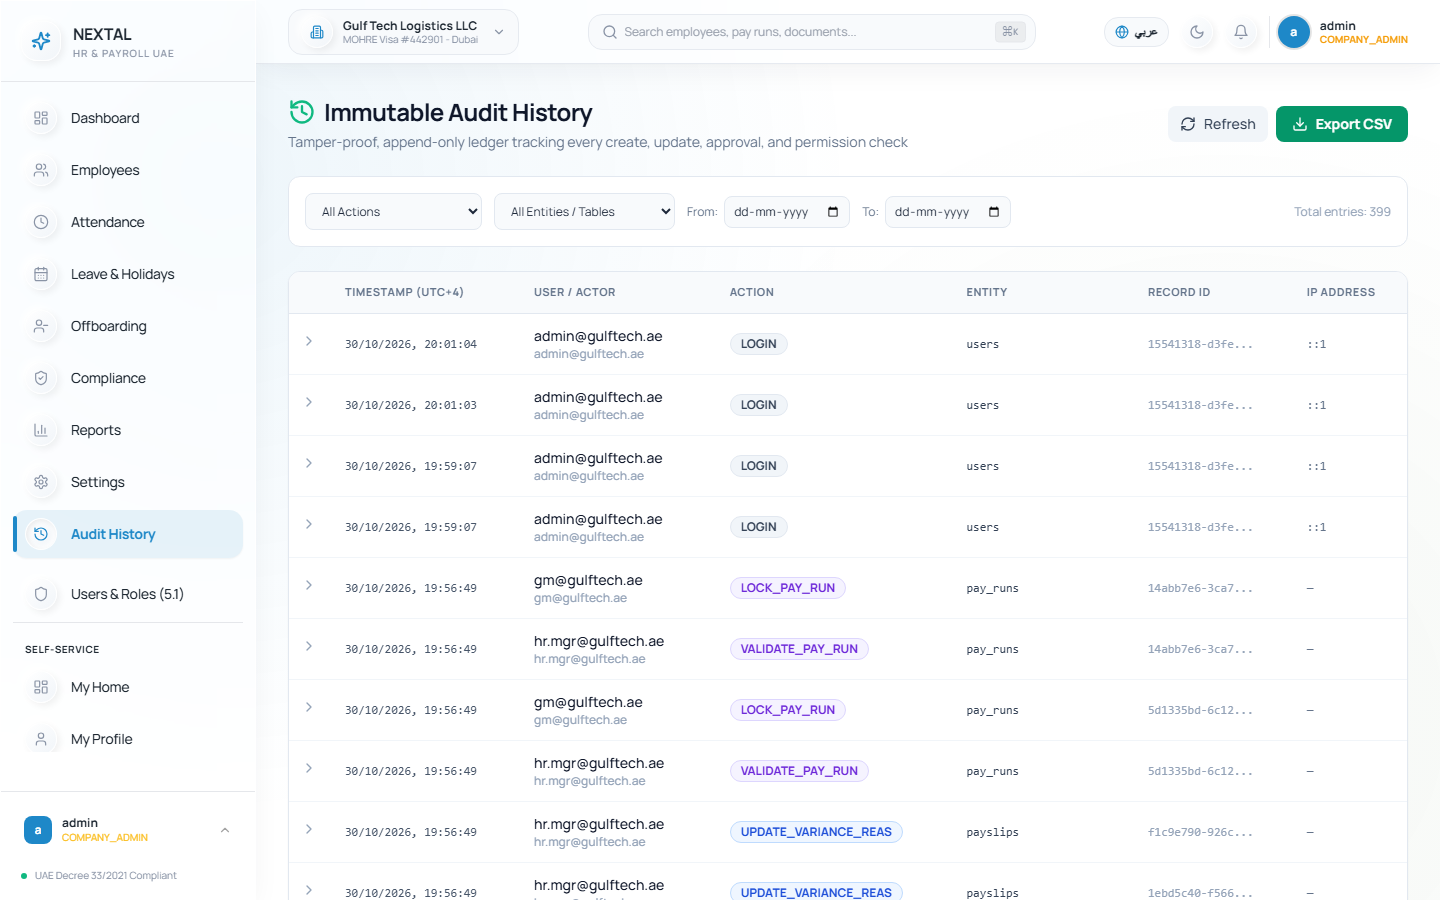 NEXTAL
HR & PAYROLL UAE
Dashboard
Employees
Attendance
Leave & Holidays
Offboarding
Compliance
Reports
Settings
Audit History
Users & Roles (5.1)
SELF-SERVICE
My Home
My Profile
a
admin
COMPANY_ADMIN
UAE Decree 33/2021 Compliant
Gulf Tech Logistics LLC
MOHRE Visa #442901 - Dubai
Search employees, pay runs, documents...
⌘K
عربي
a
admin
COMPANY_ADMIN
Immutable Audit History
Tamper-proof, append-only ledger tracking every create, update, approval, and permission check
Refresh
Export CSV
All Actions
All Entities / Tables
From: dd-mm-yyyy
To: dd-mm-yyyy
Total entries: 399
TIMESTAMP (UTC+4) USER / ACTOR ACTION ENTITY RECORD ID IP ADDRESS
30/10/2026, 20:01:04 admin@gulftech.ae LOGIN users 15541318-d3fe... ::1
admin@gulftech.ae
30/10/2026, 20:01:03 admin@gulftech.ae LOGIN users 15541318-d3fe... ::1
admin@gulftech.ae
30/10/2026, 19:59:07 admin@gulftech.ae LOGIN users 15541318-d3fe... ::1
admin@gulftech.ae
30/10/2026, 19:59:07 admin@gulftech.ae LOGIN users 15541318-d3fe... ::1
admin@gulftech.ae
30/10/2026, 19:56:49 gm@gulftech.ae LOCK_PAY_RUN pay_runs 14abb7e6-3ca7... —
gm@gulftech.ae
30/10/2026, 19:56:49 hr.mgr@gulftech.ae VALIDATE_PAY_RUN pay_runs 14abb7e6-3ca7... —
hr.mgr@gulftech.ae
30/10/2026, 19:56:49 gm@gulftech.ae LOCK_PAY_RUN pay_runs 5d1335bd-6c12... —
gm@gulftech.ae
30/10/2026, 19:56:49 hr.mgr@gulftech.ae VALIDATE_PAY_RUN pay_runs 5d1335bd-6c12... —
hr.mgr@gulftech.ae
30/10/2026, 19:56:49 hr.mgr@gulftech.ae UPDATE_VARIANCE_REAS payslips f1c9e790-926c... —
hr.mgr@gulftech.ae
30/10/2026, 19:56:49 hr.mgr@gulftech.ae UPDATE_VARIANCE_REAS payslips 1ebd5c40-f566... —